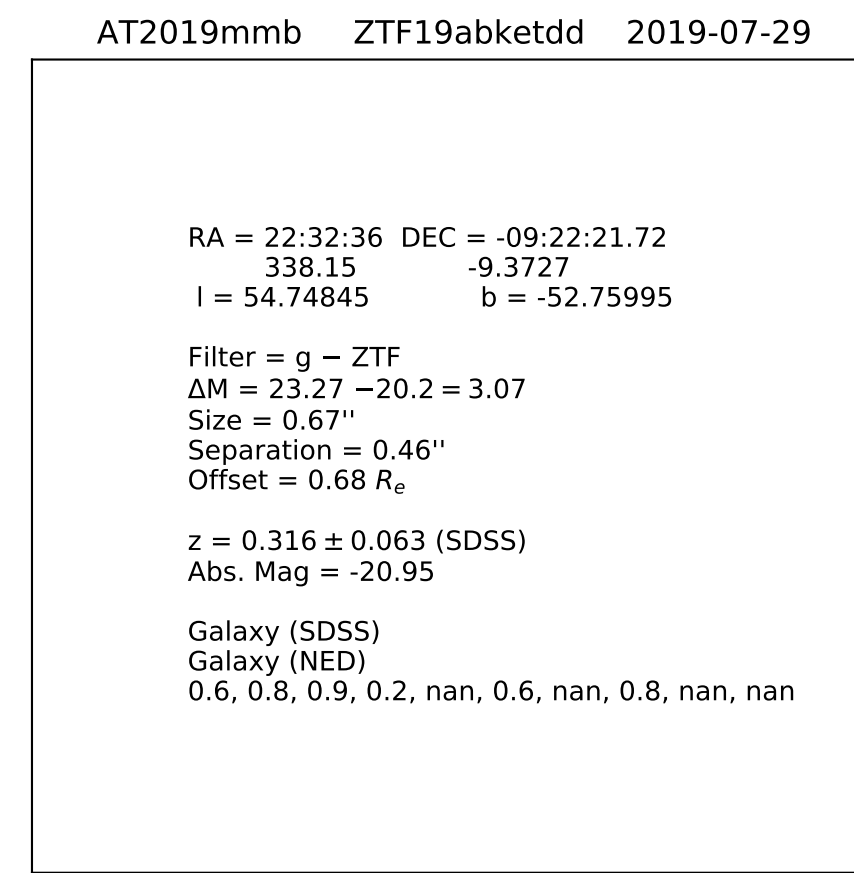 AT2019mmb ZTF19abketdd 2019-07-29
RA = 22:32:36 DEC = -09:22:21.72
338.15 -9.3727
l = 54.74845 b = -52.75995
Filter = g − ZTF
ΔM = 23.27 −20.2 = 3.07
Size = 0.67''
Separation = 0.46''
Offset = 0.68 Rₑ
z = 0.316 ± 0.063 (SDSS)
Abs. Mag = -20.95
Galaxy (SDSS)
Galaxy (NED)
0.6, 0.8, 0.9, 0.2, nan, 0.6, nan, 0.8, nan, nan